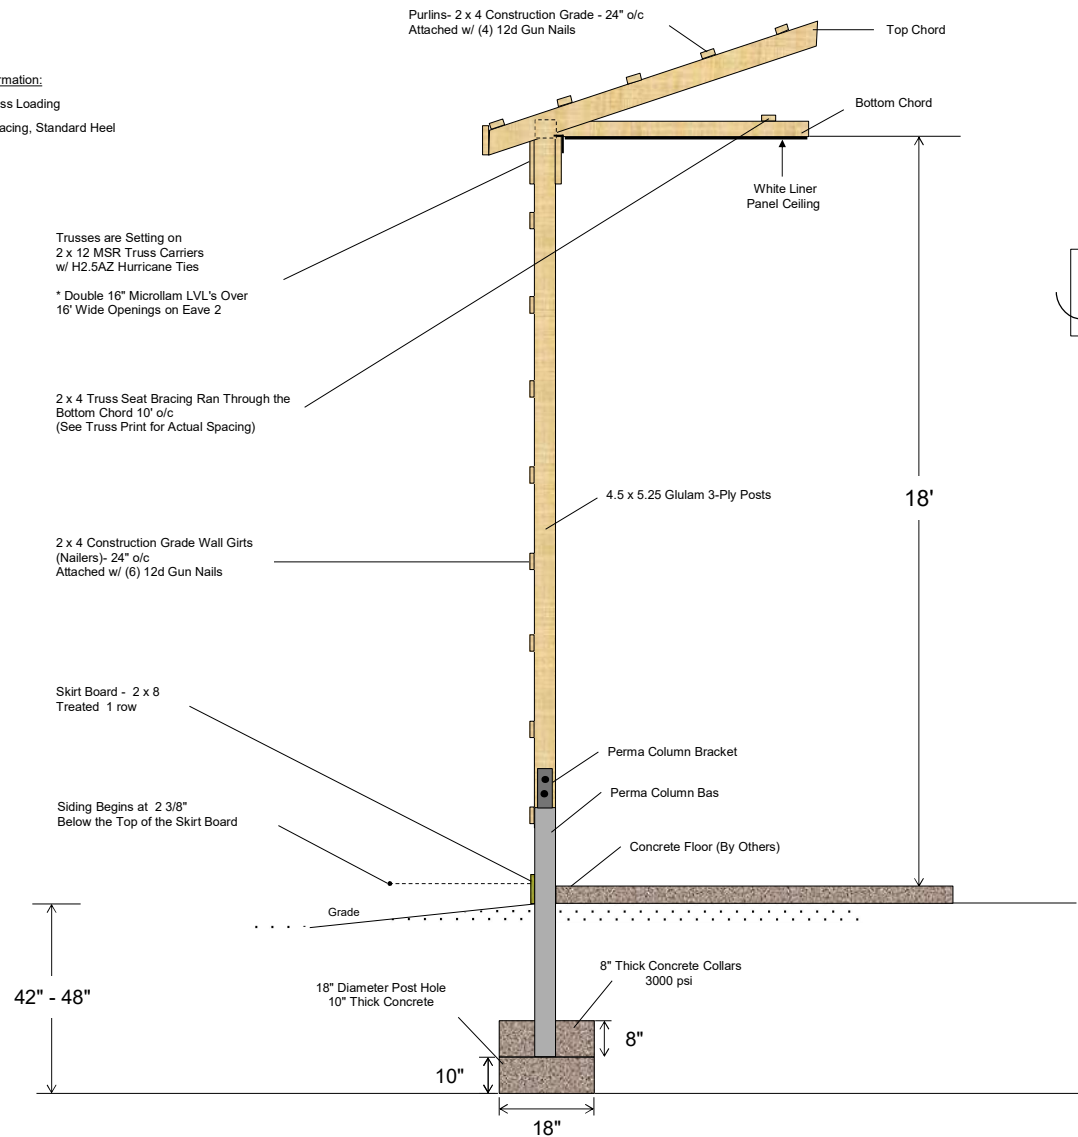 Purlins- 2 x 4 Construction Grade - 24" o/c
Attached w/ (4) 12d Gun Nails
Top Chord
rmation:
ss Loading
acing, Standard Heel
Bottom Chord
White Liner
Panel Ceiling
Trusses are Setting on
2 x 12 MSR Truss Carriers
w/ H2.5AZ Hurricane Ties
* Double 16" Microllam LVL's Over
16' Wide Openings on Eave 2
2 x 4 Truss Seat Bracing Ran Through the
Bottom Chord 10' o/c
(See Truss Print for Actual Spacing)
4.5 x 5.25 Glulam 3-Ply Posts
18'
2 x 4 Construction Grade Wall Girts
(Nailers)- 24" o/c
Attached w/ (6) 12d Gun Nails
Skirt Board - 2 x 8
Treated 1 row
Perma Column Bracket
Perma Column Bas
Siding Begins at 2 3/8"
Below the Top of the Skirt Board
Concrete Floor (By Others)
Grade
42" - 48"
18" Diameter Post Hole
10" Thick Concrete
8" Thick Concrete Collars
3000 psi
8"
10"
18"